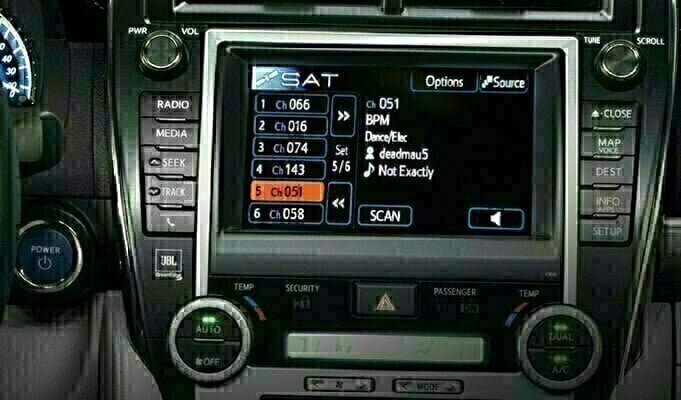 PWR VOL
TUNE SCROLL
SAT
Options
Source
1 Ch 066
2 Ch 016
3 Ch 074
4 Ch 143
5 Ch 051
6 Ch 058
Set
5/6
Ch 051
BPM
Dance/Elec
deadmau5
Not Exactly
SCAN
RADIO
MEDIA
SEEK
TRACK
CLOSE
MAP
VOICE
DEST
INFO
APPS
SETUP
POWER
JBL
GreenEdge
TEMP
SECURITY
PASSENGER
ON
TEMP
AUTO
OFF
DUAL
A/C
MODE